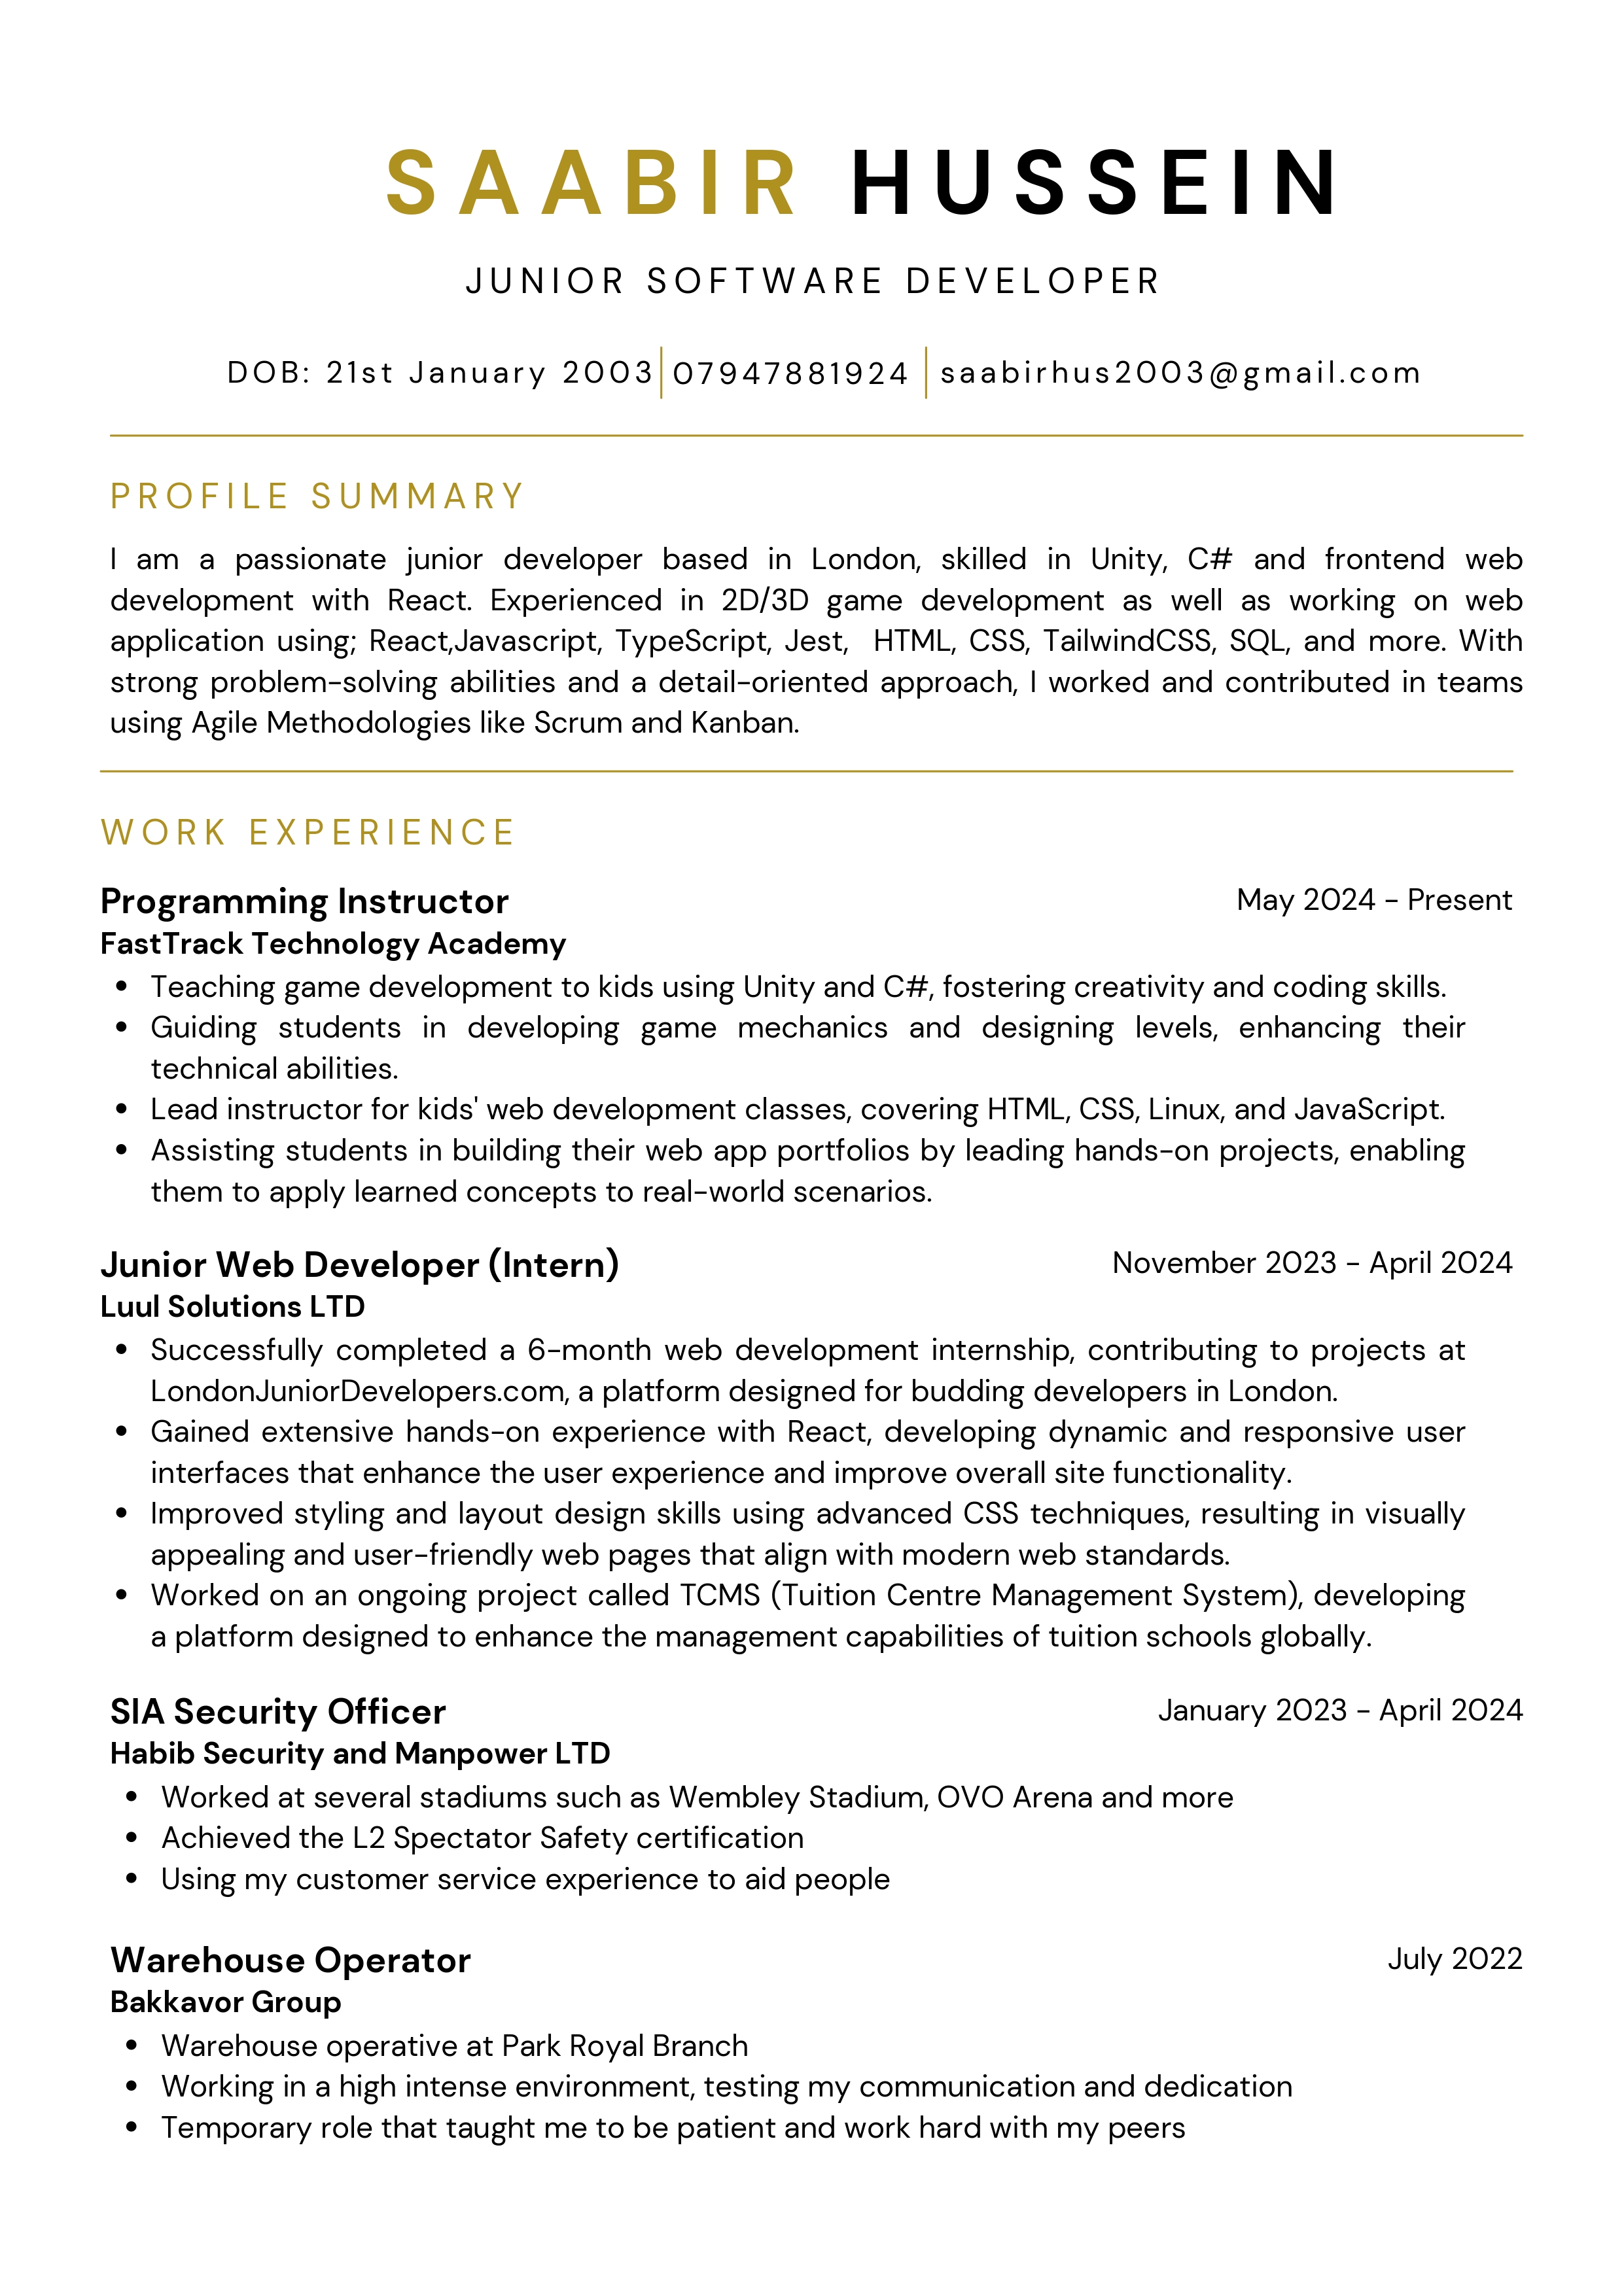 SAABIR HUSSEIN
JUNIOR SOFTWARE DEVELOPER
DOB: 21st January 2003 07947881924 saabirhus2003@gmail.com
PROFILE SUMMARY
I am a passionate junior developer based in London, skilled in Unity, C# and frontend web
development with React. Experienced in 2D/3D game development as well as working on web
application using; React,Javascript, TypeScript, Jest, HTML, CSS, TailwindCSS, SQL, and more. With
strong problem-solving abilities and a detail-oriented approach, I worked and contributed in teams
using Agile Methodologies like Scrum and Kanban.
WORK EXPERIENCE
Programming Instructor May 2024 - Present
FastTrack Technology Academy
• Teaching game development to kids using Unity and C#, fostering creativity and coding skills.
• Guiding students in developing game mechanics and designing levels, enhancing their
technical abilities.
• Lead instructor for kids' web development classes, covering HTML, CSS, Linux, and JavaScript.
• Assisting students in building their web app portfolios by leading hands-on projects, enabling
them to apply learned concepts to real-world scenarios.
Junior Web Developer (Intern) November 2023 - April 2024
Luul Solutions LTD
• Successfully completed a 6-month web development internship, contributing to projects at
LondonJuniorDevelopers.com, a platform designed for budding developers in London.
• Gained extensive hands-on experience with React, developing dynamic and responsive user
interfaces that enhance the user experience and improve overall site functionality.
• Improved styling and layout design skills using advanced CSS techniques, resulting in visually
appealing and user-friendly web pages that align with modern web standards.
• Worked on an ongoing project called TCMS (Tuition Centre Management System), developing
a platform designed to enhance the management capabilities of tuition schools globally.
SIA Security Officer January 2023 - April 2024
Habib Security and Manpower LTD
• Worked at several stadiums such as Wembley Stadium, OVO Arena and more
• Achieved the L2 Spectator Safety certification
• Using my customer service experience to aid people
Warehouse Operator July 2022
Bakkavor Group
• Warehouse operative at Park Royal Branch
• Working in a high intense environment, testing my communication and dedication
• Temporary role that taught me to be patient and work hard with my peers